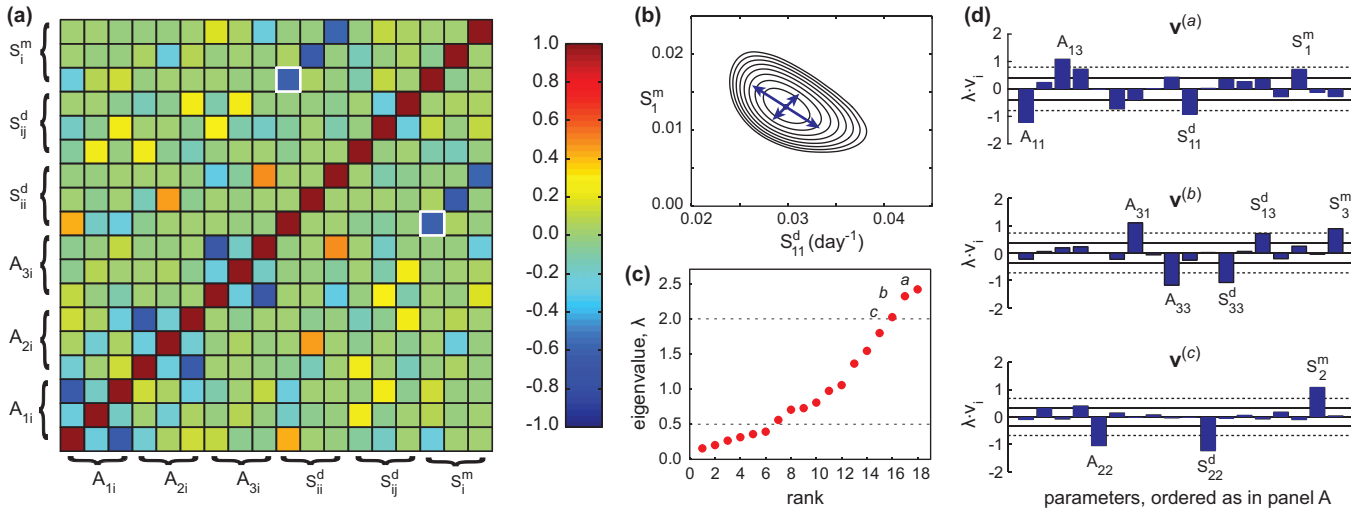 (a)
S_i^m
S_ij^d
S_ii^d
A_3i
A_2i
A_1i
A_1i A_2i A_3i S_ii^d S_ij^d S_i^m
1.0
0.8
0.6
0.4
0.2
0.0
-0.2
-0.4
-0.6
-0.8
-1.0
(b)
S_1^m
0.020
0.010
0.00
0.02 0.03 0.04
S_11^d (day^-1)
(c)
eigenvalue, λ
2.5
2.0
1.5
1.0
0.5
0.0
0 2 4 6 8 10 12 14 16 18
rank
a
b
c
(d)
v^(a)
λ·v_i
2
1
0
-1
-2
A_13
S_1^m
A_11
S_11^d
v^(b)
λ·v_i
2
1
0
-1
-2
A_31
S_13^d
S_3^m
A_33
S_33^d
v^(c)
λ·v_i
2
1
0
-1
-2
S_2^m
A_22
S_22^d
parameters, ordered as in panel A